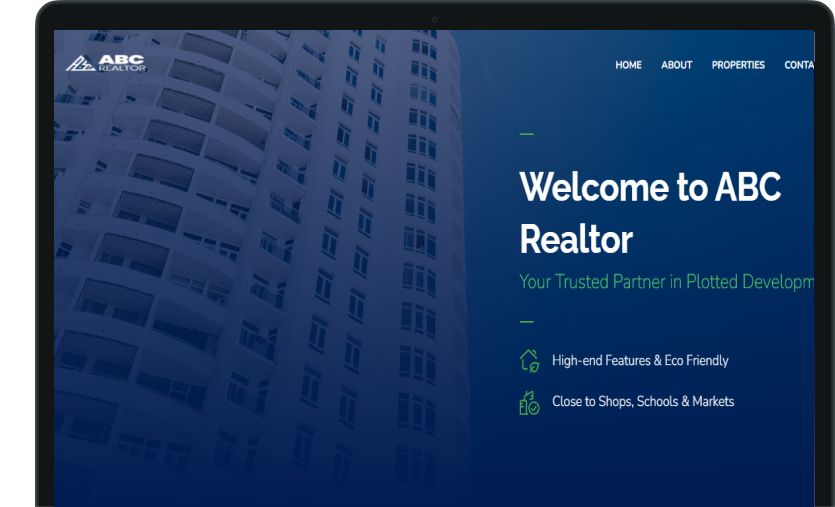 ABC
REALTOR
HOME ABOUT PROPERTIES CONTA
Welcome to ABC
Realtor
Your Trusted Partner in Plotted Developm
High-end Features & Eco Friendly
Close to Shops, Schools & Markets